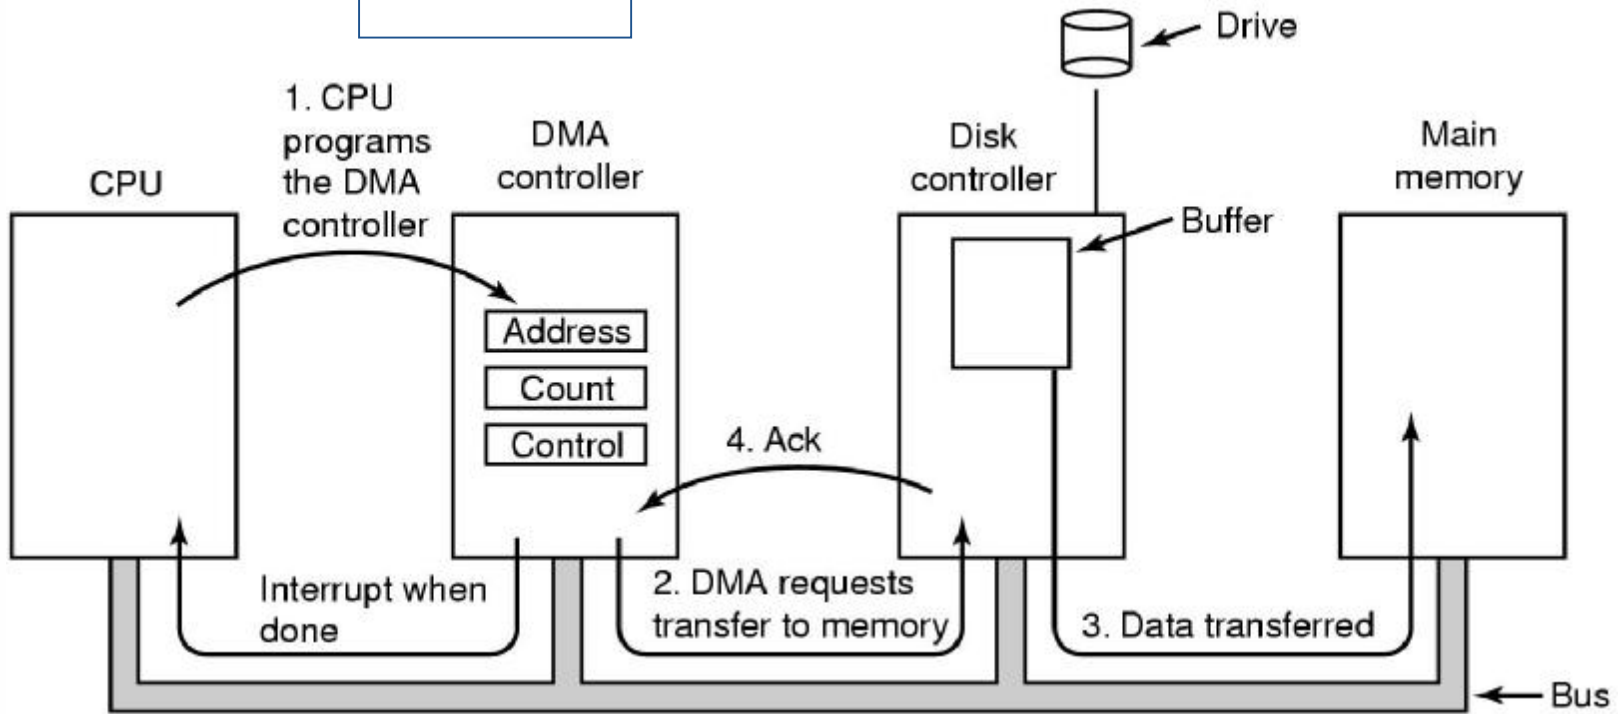 Drive
1. CPU
programs
the DMA
controller
CPU
DMA
controller
Disk
controller
Main
memory
Buffer
Address
Count
Control
4. Ack
Interrupt when
done
2. DMA requests
transfer to memory
3. Data transferred
Bus